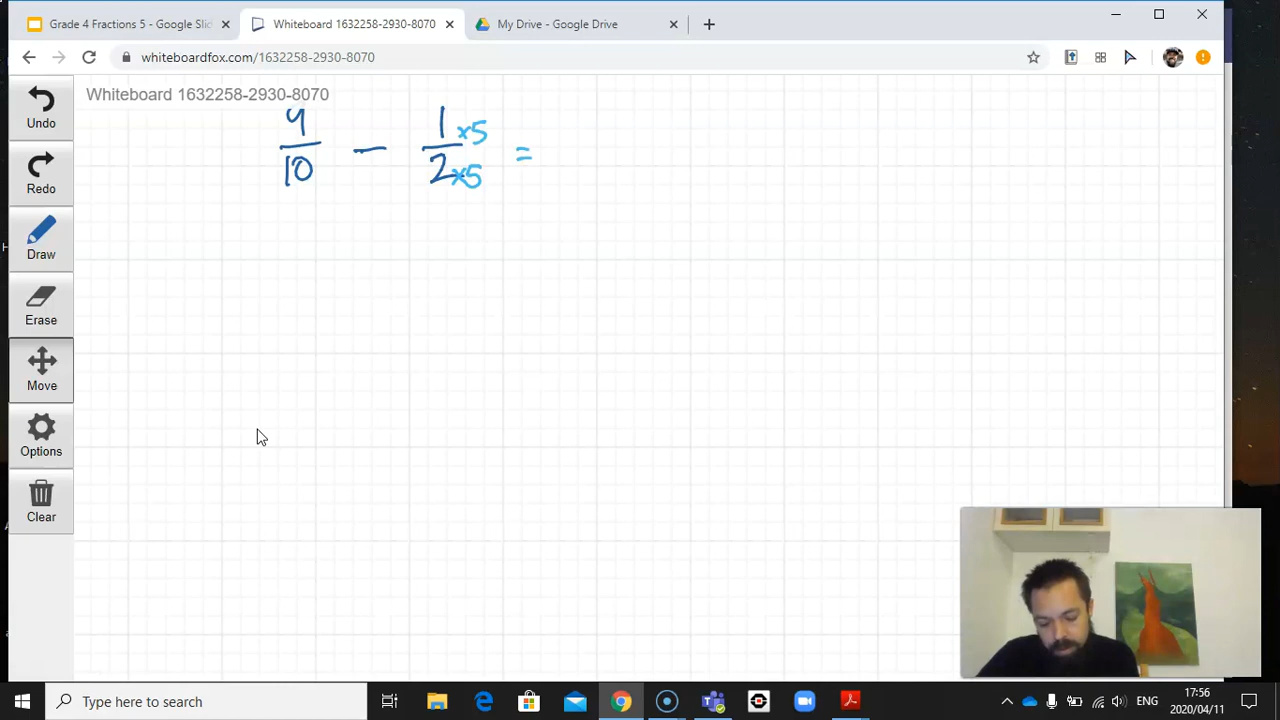 Grade 4 Fractions 5 - Google Slid
Whiteboard 1632258-2930-8070
My Drive - Google Drive
whiteboardfox.com/1632258-2930-8070
Whiteboard 1632258-2930-8070
Undo
Redo
Draw
Erase
Move
Options
Clear
9/10 − 1×5/2×5 =
Type here to search
ENG
17:56
2020/04/11